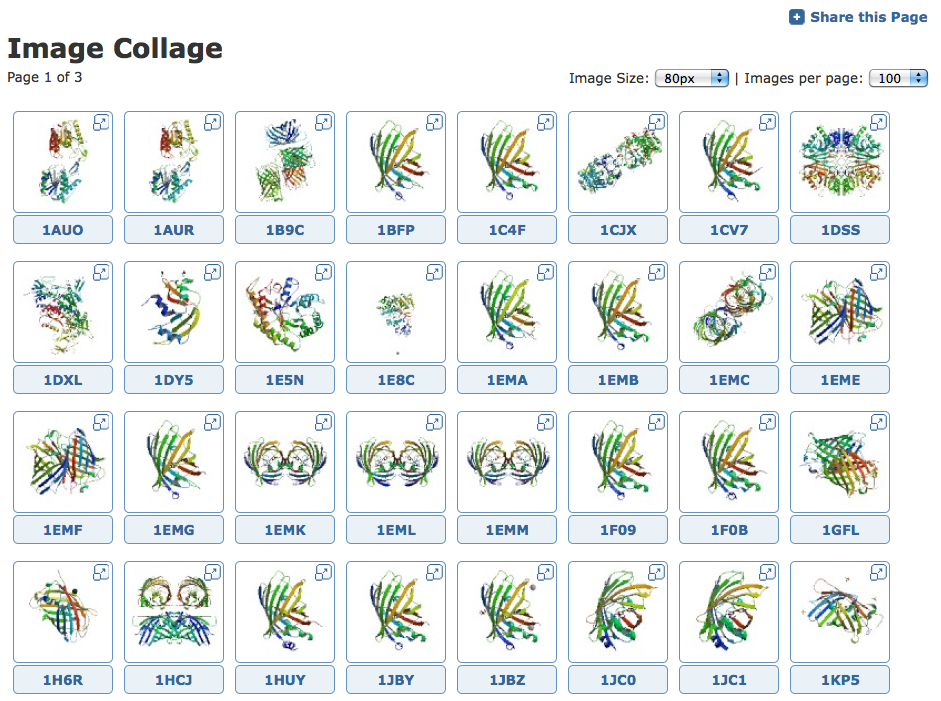 Share this Page
Image Collage
Page 1 of 3
Image Size: 80px | Images per page: 100
1AUO 1AUR 1B9C 1BFP 1C4F 1CJX 1CV7 1DSS
1DXL 1DY5 1E5N 1E8C 1EMA 1EMB 1EMC 1EME
1EMF 1EMG 1EMK 1EML 1EMM 1F09 1F0B 1GFL
1H6R 1HCJ 1HUY 1JBY 1JBZ 1JC0 1JC1 1KP5